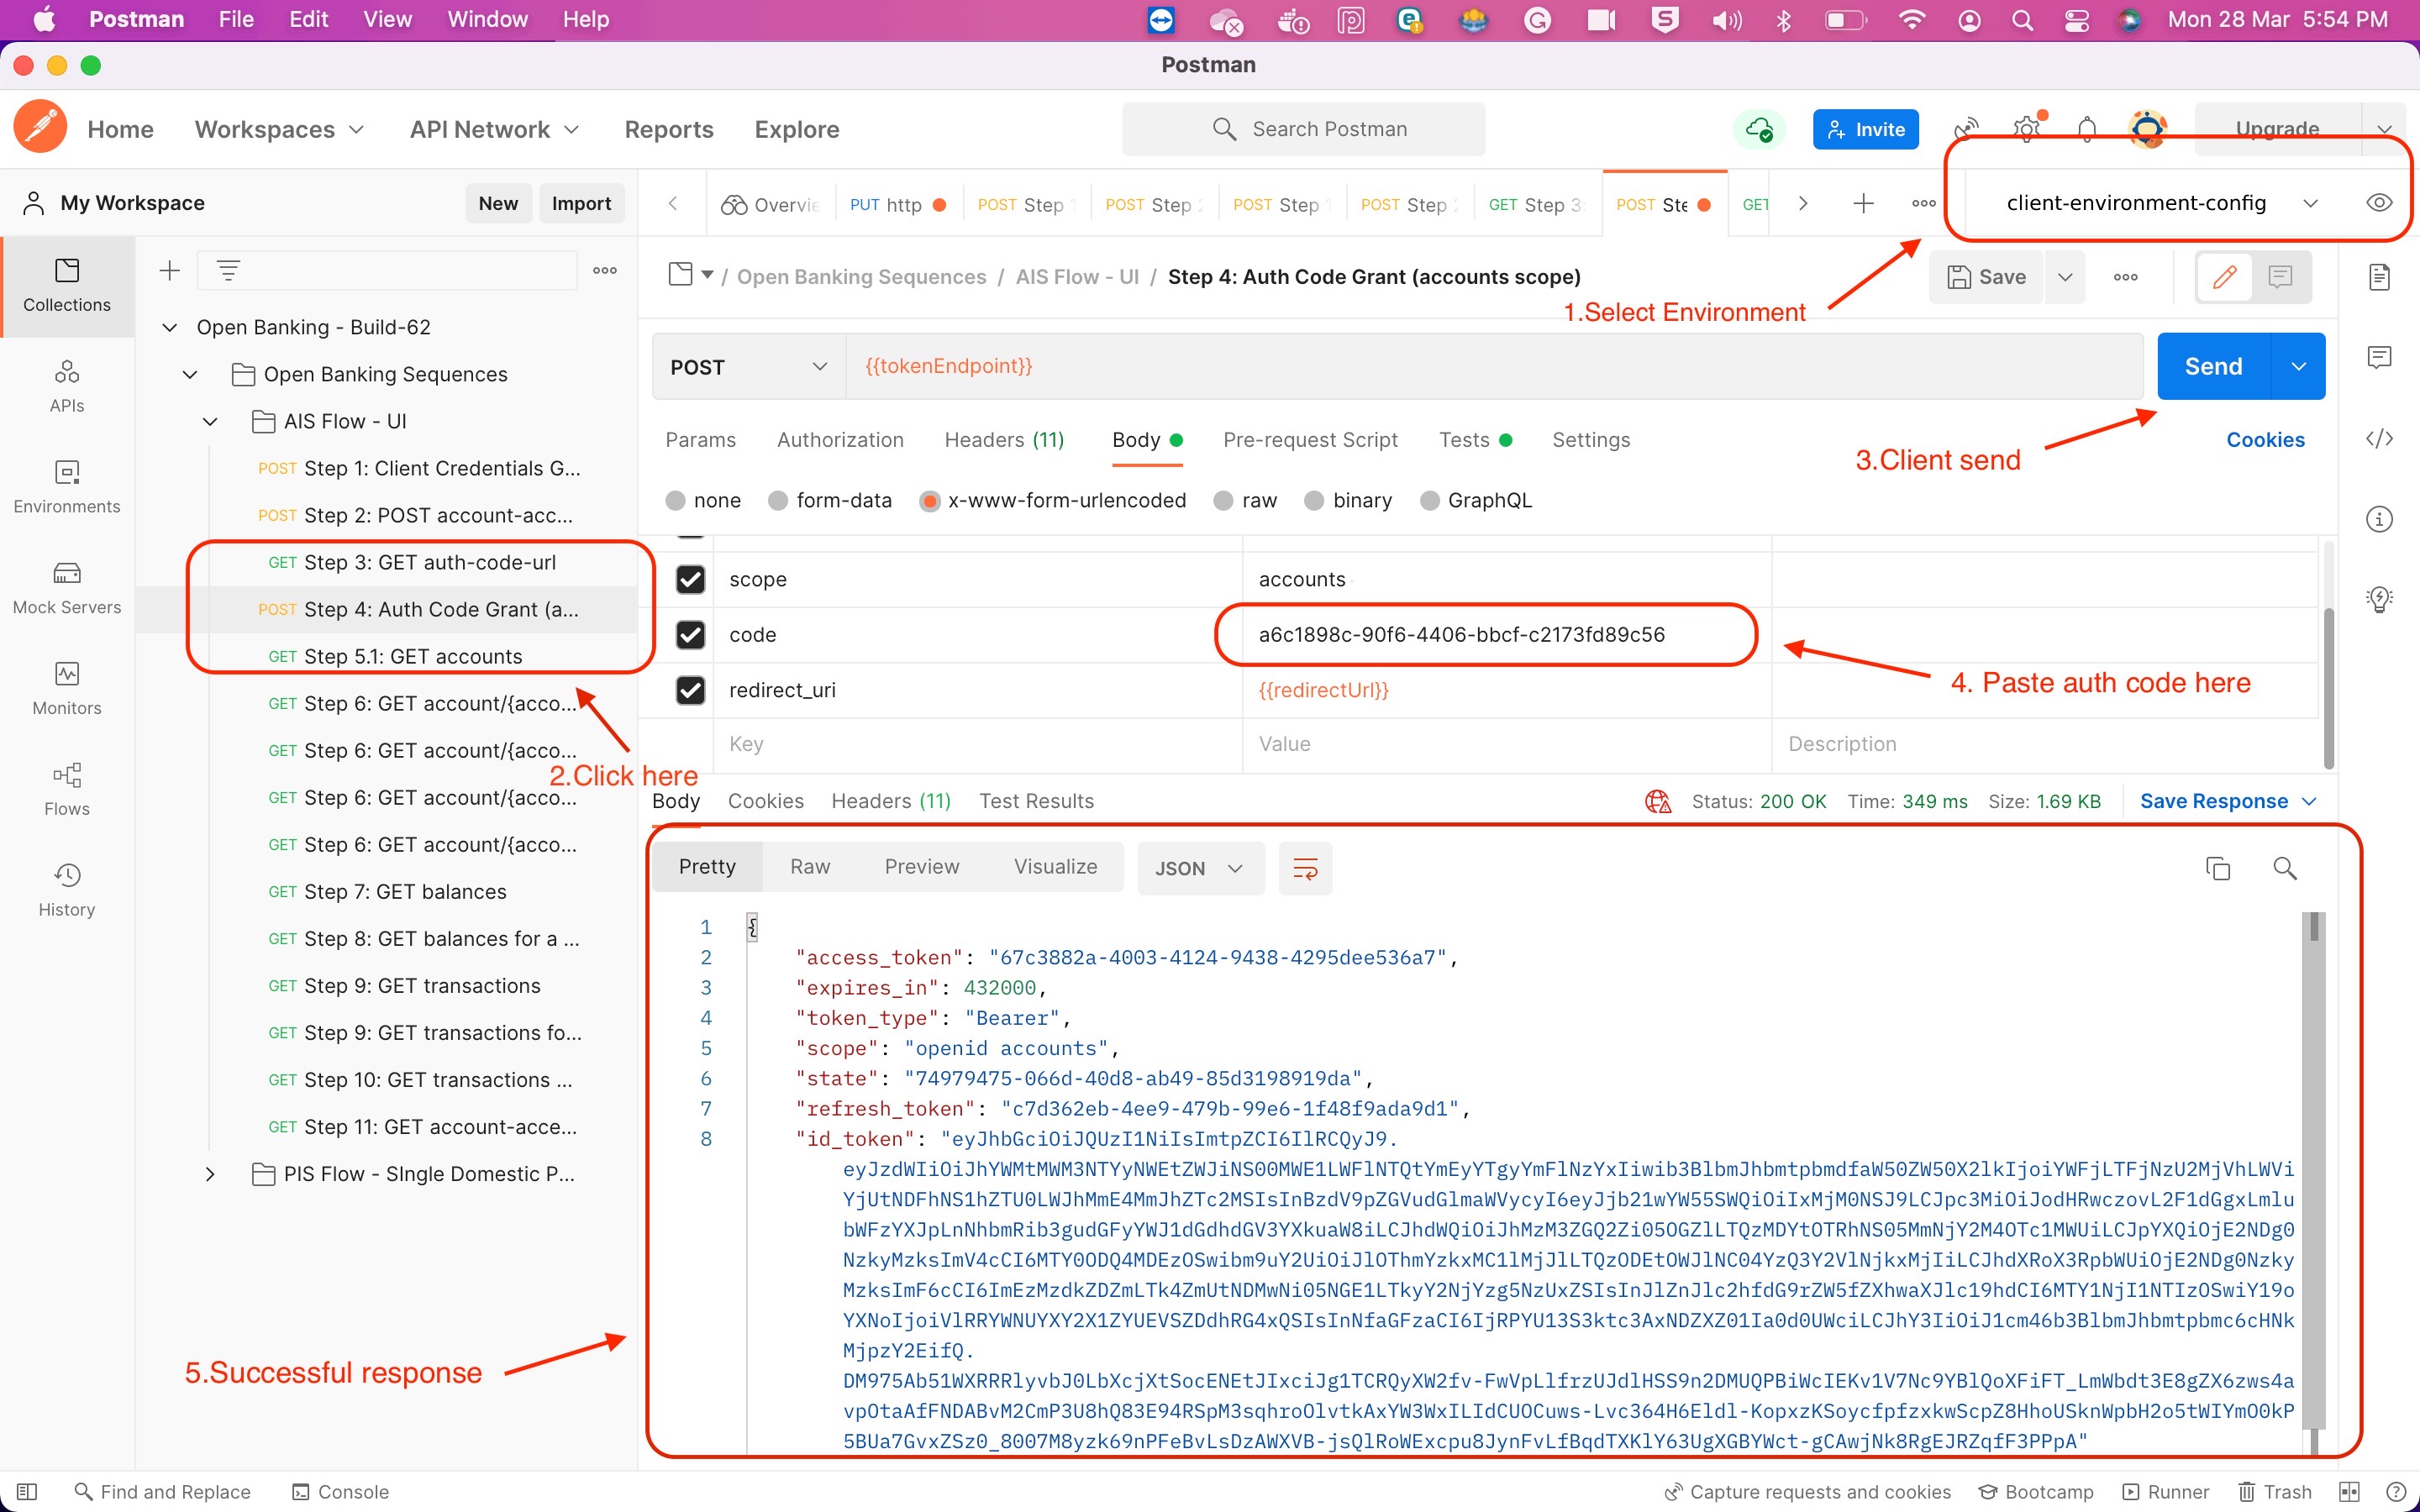 Postman File Edit View Window Help Mon 28 Mar 5:54 PM
Postman
Home Workspaces API Network Reports Explore Search Postman Invite Upgrade
My Workspace New Import Overvie PUT http POST Step POST Step POST Step POST Step GET Step 3: POST Ste GET client-environment-config
Collections
APIs
Environments
Mock Servers
Monitors
Flows
History
Open Banking - Build-62
Open Banking Sequences
AIS Flow - UI
POST Step 1: Client Credentials G...
POST Step 2: POST account-acc...
GET Step 3: GET auth-code-url
POST Step 4: Auth Code Grant (a...
GET Step 5.1: GET accounts
GET Step 6: GET account/{acco...
GET Step 6: GET account/{acco...
GET Step 6: GET account/{acco...
GET Step 6: GET account/{acco...
GET Step 7: GET balances
GET Step 8: GET balances for a ...
GET Step 9: GET transactions
GET Step 9: GET transactions fo...
GET Step 10: GET transactions ...
GET Step 11: GET account-acce...
PIS Flow - SIngle Domestic P...
2.Click here
5.Successful response
/ Open Banking Sequences / AIS Flow - UI / Step 4: Auth Code Grant (accounts scope) Save
1.Select Environment
POST {{tokenEndpoint}} Send
Params Authorization Headers (11) Body Pre-request Script Tests Settings Cookies
3.Client send
none form-data x-www-form-urlencoded raw binary GraphQL
scope accounts
code a6c1898c-90f6-4406-bbcf-c2173fd89c56
4. Paste auth code here
redirect_uri {{redirectUrl}}
Key Value Description
Body Cookies Headers (11) Test Results Status: 200 OK Time: 349 ms Size: 1.69 KB Save Response
Pretty Raw Preview Visualize JSON
1 {
2 "access_token": "67c3882a-4003-4124-9438-4295dee536a7",
3 "expires_in": 432000,
4 "token_type": "Bearer",
5 "scope": "openid accounts",
6 "state": "74979475-066d-40d8-ab49-85d3198919da",
7 "refresh_token": "c7d362eb-4ee9-479b-99e6-1f48f9ada9d1",
8 "id_token": "eyJhbGciOiJQUzI1NiIsImtpZCI6IlRCQyJ9.
eyJzdWIiOiJhYWMtMWM3NTYyNWEtZWJiNS00MWE1LWFlNTQtYmEyYTgyYmFlNzYxIiwib3BlbmJhbmtpbmdfaW50ZW50X2lkIjoiYWFjLTFjNzU2MjVhLWVi
YjUtNDFhNS1hZTU0LWJhMmE4MmJhZTc2MSIsInBzdV9pZGVudGlmaWVycyI6eyJjb21wYW55SWQiOiIxMjM0NSJ9LCJpc3MiOiJodHRwczovL2F1dGgxLmlu
bWFzYXJpLnNhbmRib3gudGFyYWJ1dGdhdGV3YXkuaW8iLCJhdWQiOiJhMzM3ZGQ2Zi05OGZlLTQzMDYtOTRhNS05MmNjY2M4OTc1MWUiLCJpYXQiOjE2NDg0
NzkyMzksImV4cCI6MTY0ODQ4MDEzOSwibm9uY2UiOiJlOThmYzkxMC1lMjJlLTQzODEtOWJlNC04YzQ3Y2VlNjkxMjIiLCJhdXRoX3RpbWUiOjE2NDg0Nzky
MzksImF6cCI6ImEzMzdkZDZmLTk4ZmUtNDMwNi05NGE1LTkyY2NjYzg5NzUxZSIsInJlZnJlc2hfdG9rZW5fZXhwaXJlc19hdCI6MTY1NjI1NTIzOSwiY19o
YXNoIjoiVlRRYWNUYXY2X1ZYUEVSZDdhRG4xQSIsInNfaGFzaCI6IjRPYU13S3ktc3AxNDZXZ01Ia0d0UWciLCJhY3IiOiJ1cm46b3BlbmJhbmtpbmc6cHNk
MjpzY2EifQ.
DM975Ab51WXRRRlyvbJ0LbXcjXtSocENEtJIxciJg1TCRQyXW2fv-FwVpLlfrzUJdlHSS9n2DMUQPBiWcIEKv1V7Nc9YBlQoXFiFT_LmWbdt3E8gZX6zws4a
vpOtaAfFNDABvM2CmP3U8hQ83E94RSpM3sqhroOlvtkAxYW3WxILIdCUOCuws-Lvc364H6Eldl-KopxzKSoycfpfzxkwScpZ8HhoUSknWpbH2o5tWIYmO0kP
5BUa7GvxZSz0_8007M8yzk69nPFeBvLsDzAWXVB-jsQlRoWExcpu8JynFvLfBqdTXKlY63UgXGBYWct-gCAwjNk8RgEJRZqfF3PPpA"
Find and Replace Console Capture requests and cookies Bootcamp Runner Trash